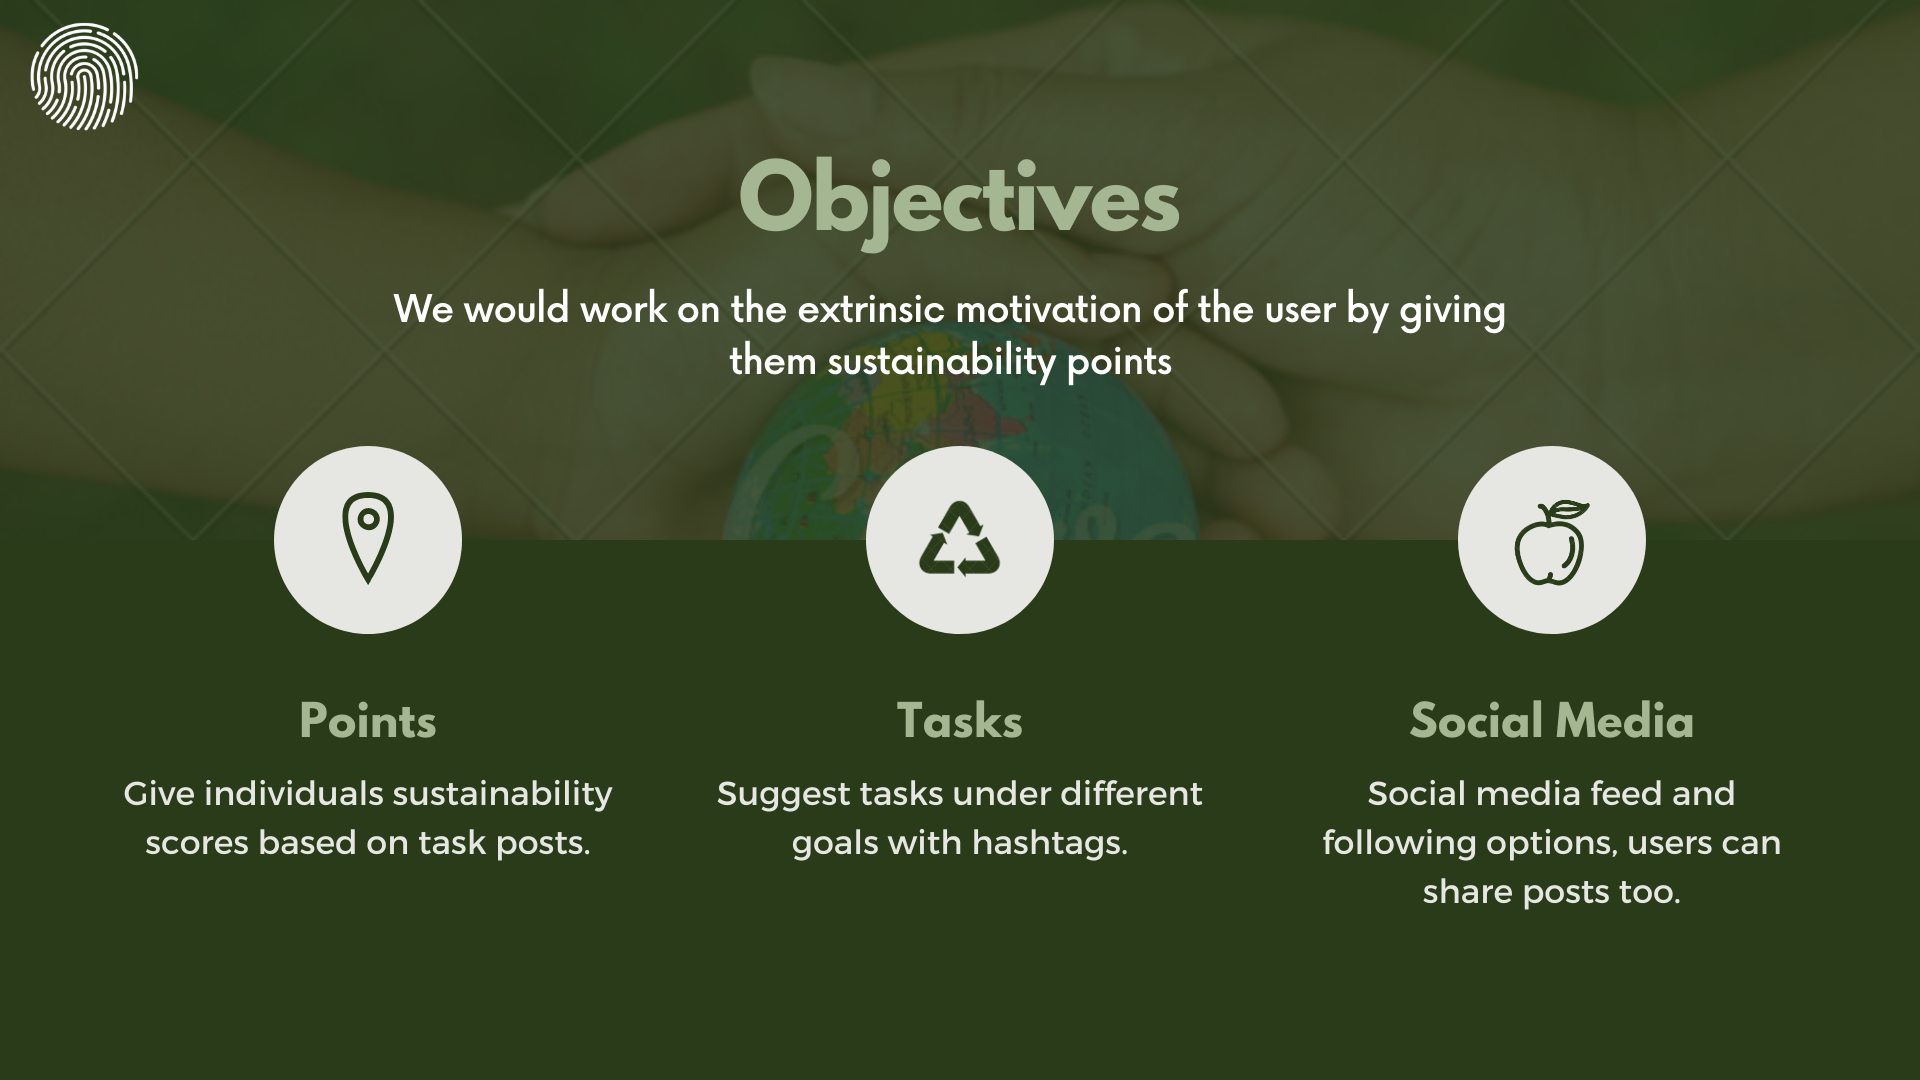 Objectives
We would work on the extrinsic motivation of the user by giving
them sustainability points
Points
Give individuals sustainability
scores based on task posts.
Tasks
Suggest tasks under different
goals with hashtags.
Social Media
Social media feed and
following options, users can
share posts too.